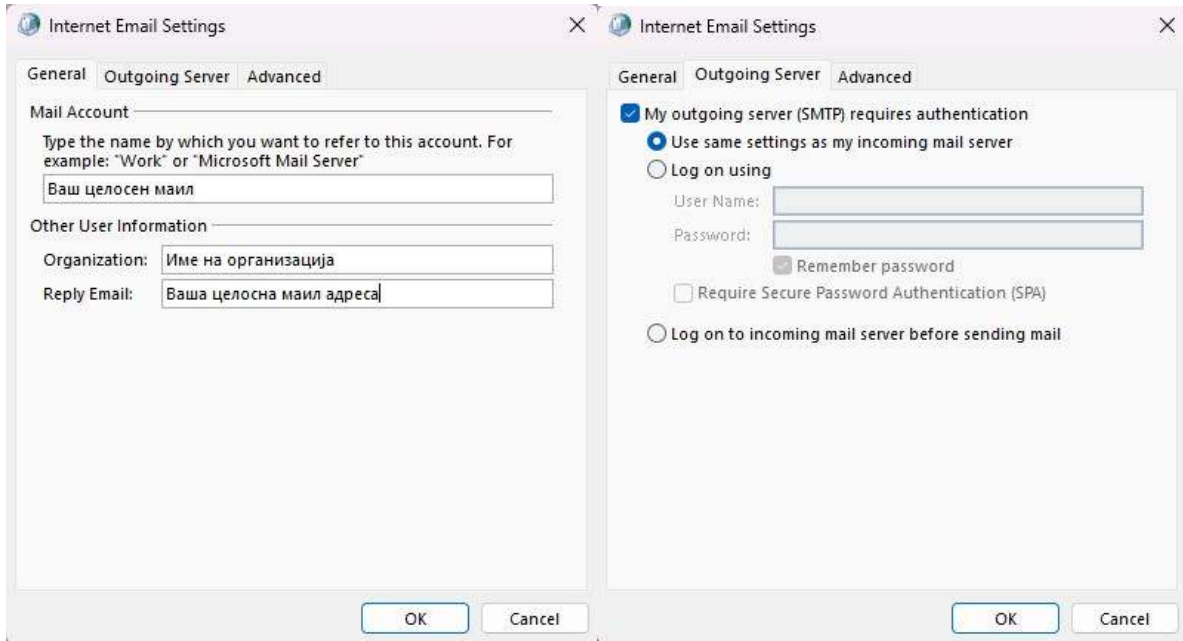 Internet Email Settings
General Outgoing Server Advanced
Mail Account
Type the name by which you want to refer to this account. For
example: "Work" or "Microsoft Mail Server"
Ваш целосен маил
Other User Information
Organization: Име на организација
Reply Email: Ваша целосна маил адреса
OK Cancel
Internet Email Settings
General Outgoing Server Advanced
My outgoing server (SMTP) requires authentication
Use same settings as my incoming mail server
Log on using
User Name:
Password:
Remember password
Require Secure Password Authentication (SPA)
Log on to incoming mail server before sending mail
OK Cancel